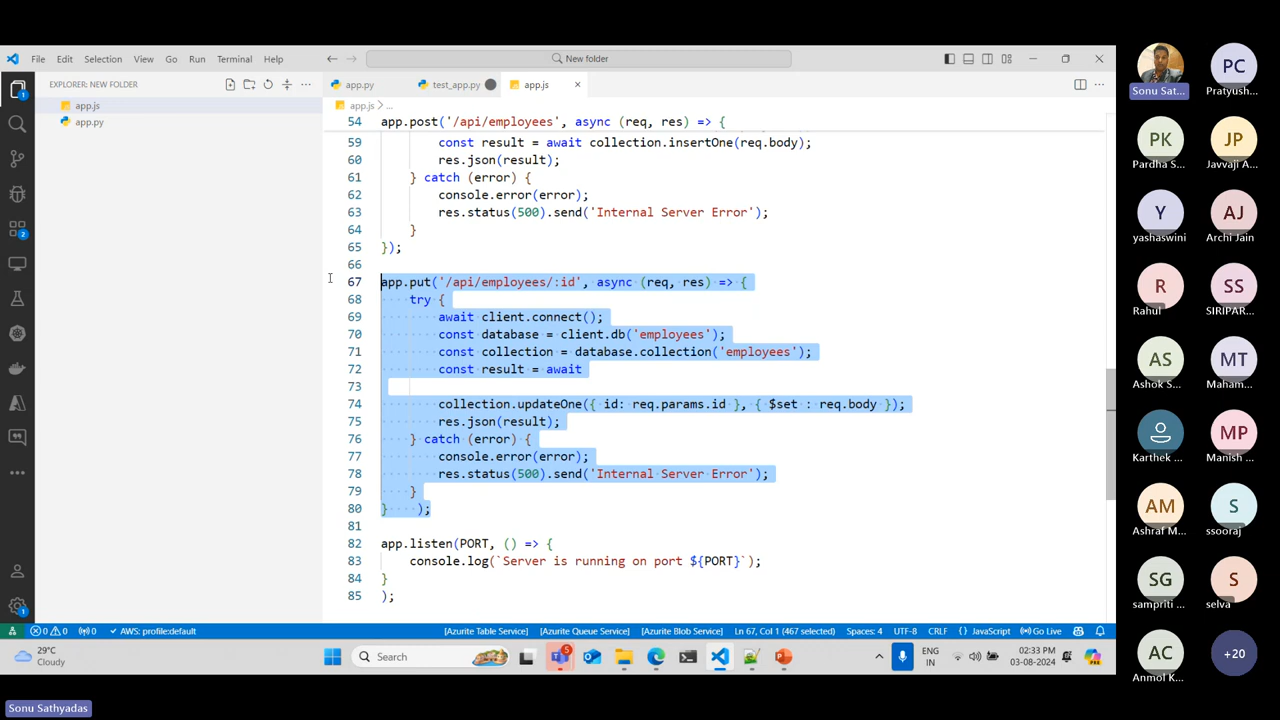 File Edit Selection View Go Run Terminal Help
New folder
EXPLORER: NEW FOLDER
app.js
app.py
app.py
test_app.py
app.js
app.js > ...
54 app.post('/api/employees', async (req, res) => {
59 const result = await collection.insertOne(req.body);
60 res.json(result);
61 } catch (error) {
62 console.error(error);
63 res.status(500).send('Internal Server Error');
64 }
65 });
66
67 app.put('/api/employees/:id', async (req, res) => {
68 try {
69 await client.connect();
70 const database = client.db('employees');
71 const collection = database.collection('employees');
72 const result = await
73
74 collection.updateOne({ id: req.params.id }, { $set : req.body });
75 res.json(result);
76 } catch (error) {
77 console.error(error);
78 res.status(500).send('Internal Server Error');
79 }
80 } );
81
82 app.listen(PORT, () => {
83 console.log(`Server is running on port ${PORT}`);
84 }
85 );
1
2
1
0 0 0 AWS: profile:default
[Azurite Table Service] [Azurite Queue Service] [Azurite Blob Service] Ln 67, Col 1 (467 selected) Spaces: 4 UTF-8 CRLF {} JavaScript Go Live
29°C
Cloudy
Search
5
ENG
IN
02:33 PM
03-08-2024
Sonu Sat...
PC
Pratyush...
PK
Pardha S...
JP
Javvaji A...
Y
yashaswini
AJ
Archi Jain
R
Rahul
SS
SIRIPAR...
AS
Ashok S...
MT
Maham...
Karthek ...
MP
Manish ...
AM
Ashraf M...
S
ssooraj
SG
sampriti ...
S
selva
AC
Anmol K...
+20
Sonu Sathyadas